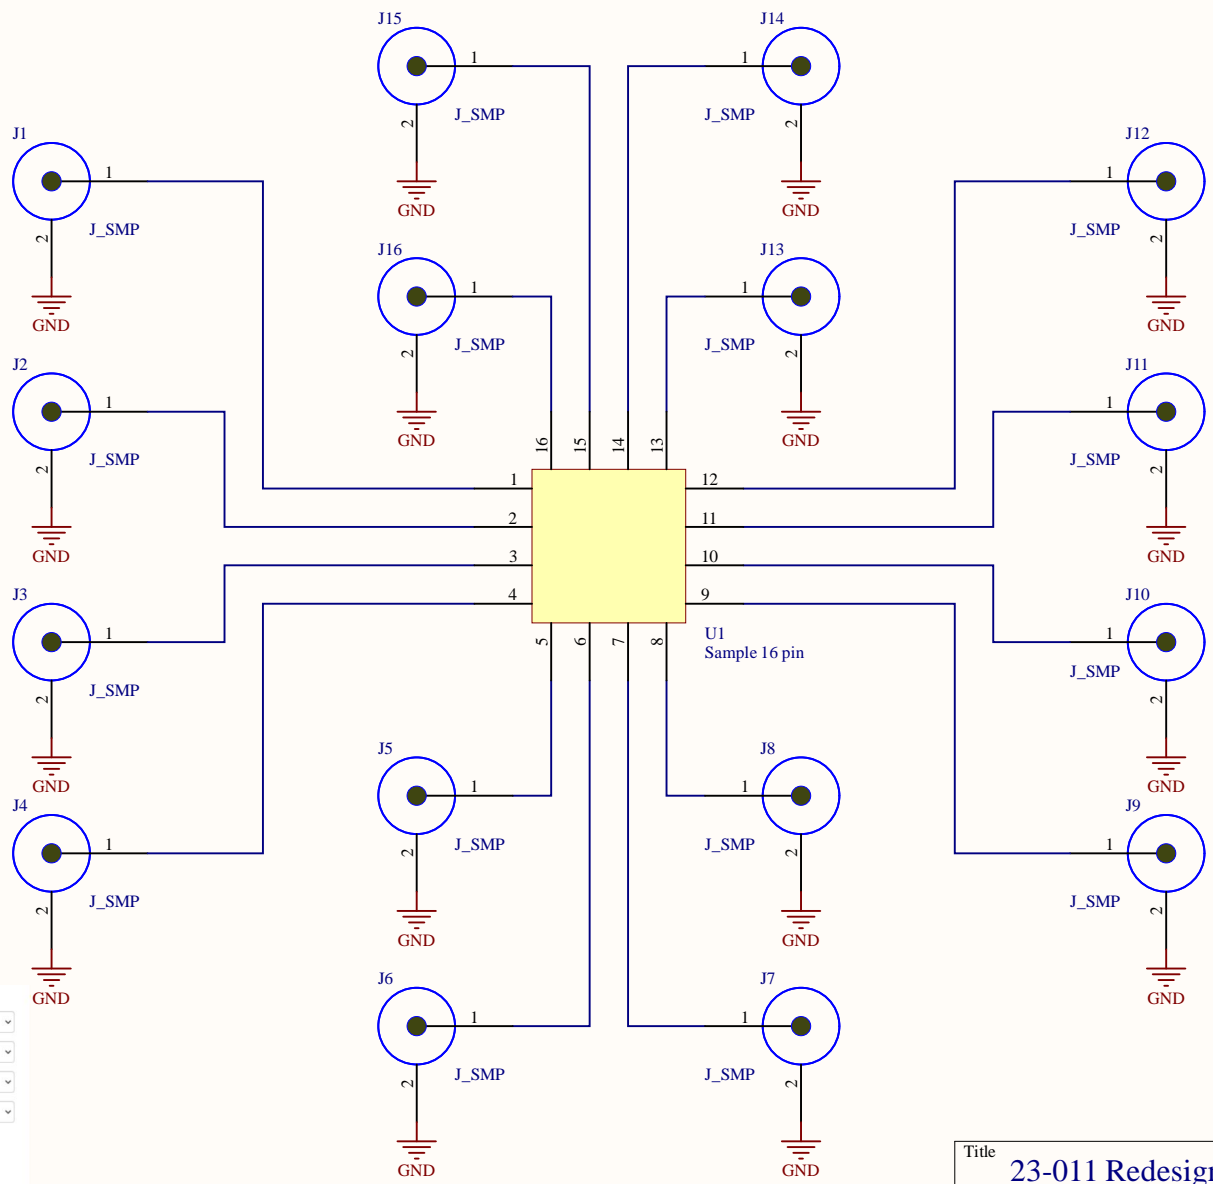 J15
1
J_SMP
2
GND
J14
1
J_SMP
2
GND
J1
1
J_SMP
2
GND
J12
1
J_SMP
2
GND
J16
1
J_SMP
2
GND
J13
1
J_SMP
2
GND
J2
1
J_SMP
2
GND
J11
1
J_SMP
2
GND
16 15 14 13
1 12
2 11
3 10
4 9
5 6 7 8
U1
Sample 16 pin
J3
1
J_SMP
2
GND
J10
1
J_SMP
2
GND
J5
1
J_SMP
2
GND
J8
1
J_SMP
2
GND
J4
1
J_SMP
2
GND
J9
1
J_SMP
2
GND
J6
1
J_SMP
2
GND
J7
1
J_SMP
2
GND
Title
23-011 Redesign